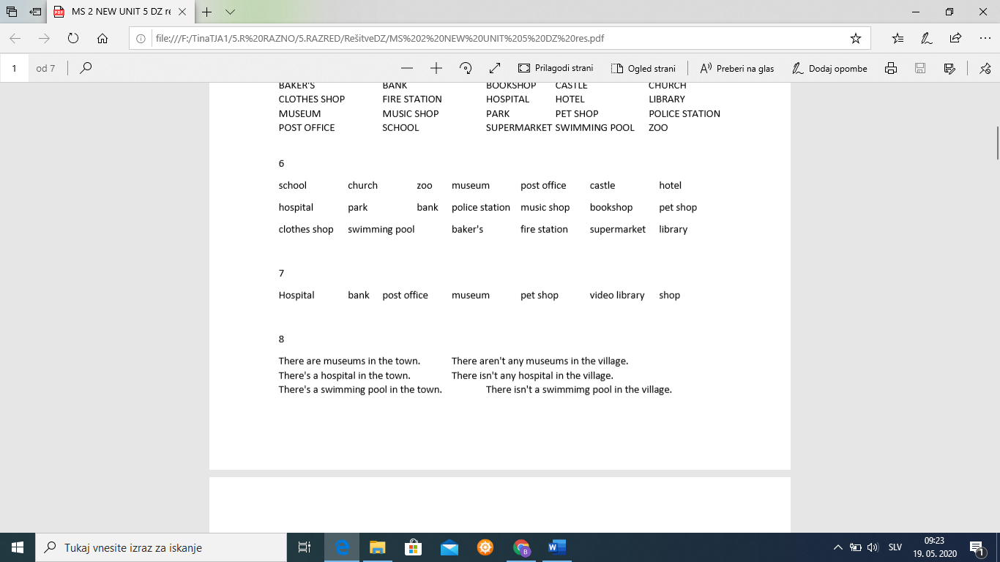 MS 2 NEW UNIT 5 DZ re
file:///F:/TinaTJA1/5.R%20RAZNO/5.RAZRED/RešitveDZ/MS%202%20NEW%20UNIT%205%20DZ%20res.pdf
1 od 7 Prilagodi strani Ogled strani Preberi na glas Dodaj opombe
BAKER'S BANK BOOKSHOP CASTLE CHURCH
CLOTHES SHOP FIRE STATION HOSPITAL HOTEL LIBRARY
MUSEUM MUSIC SHOP PARK PET SHOP POLICE STATION
POST OFFICE SCHOOL SUPERMARKET SWIMMING POOL ZOO
6
school church zoo museum post office castle hotel
hospital park bank police station music shop bookshop pet shop
clothes shop swimming pool baker's fire station supermarket library
7
Hospital bank post office museum pet shop video library shop
8
There are museums in the town. There aren't any museums in the village.
There's a hospital in the town. There isn't any hospital in the village.
There's a swimming pool in the town. There isn't a swimmimg pool in the village.
Tukaj vnesite izraz za iskanje
SLV
09:23
19. 05. 2020
1